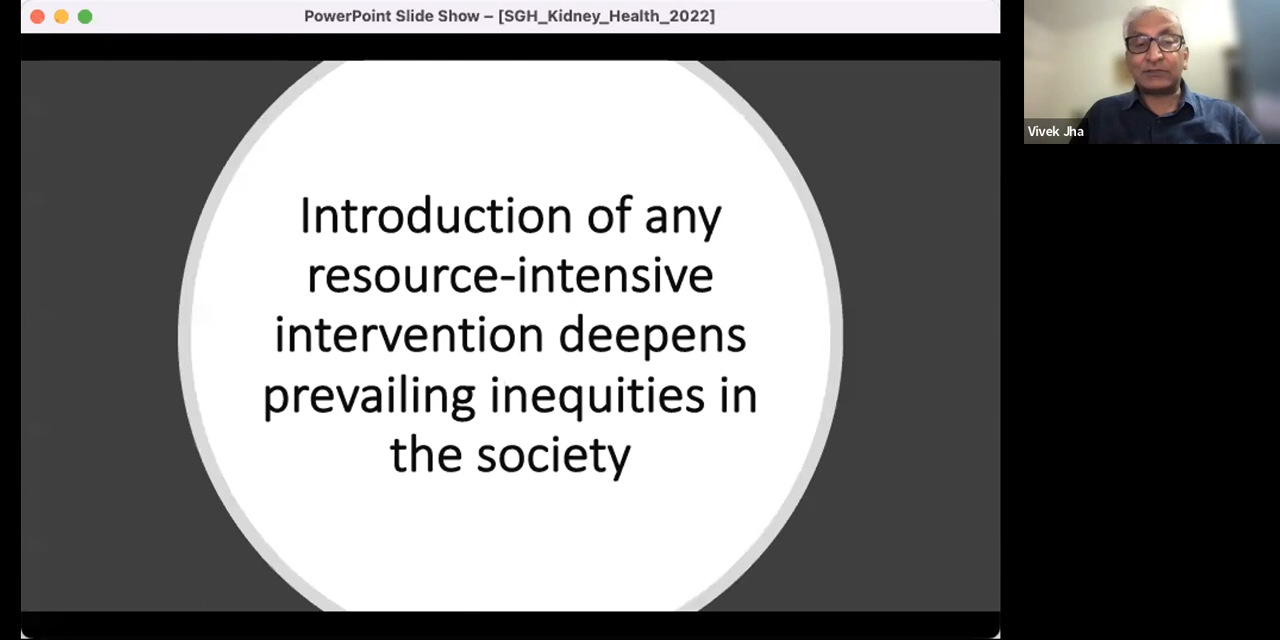 PowerPoint Slide Show – [SGH_Kidney_Health_2022]
Introduction of any
resource-intensive
intervention deepens
prevailing inequities in
the society
Vivek Jha